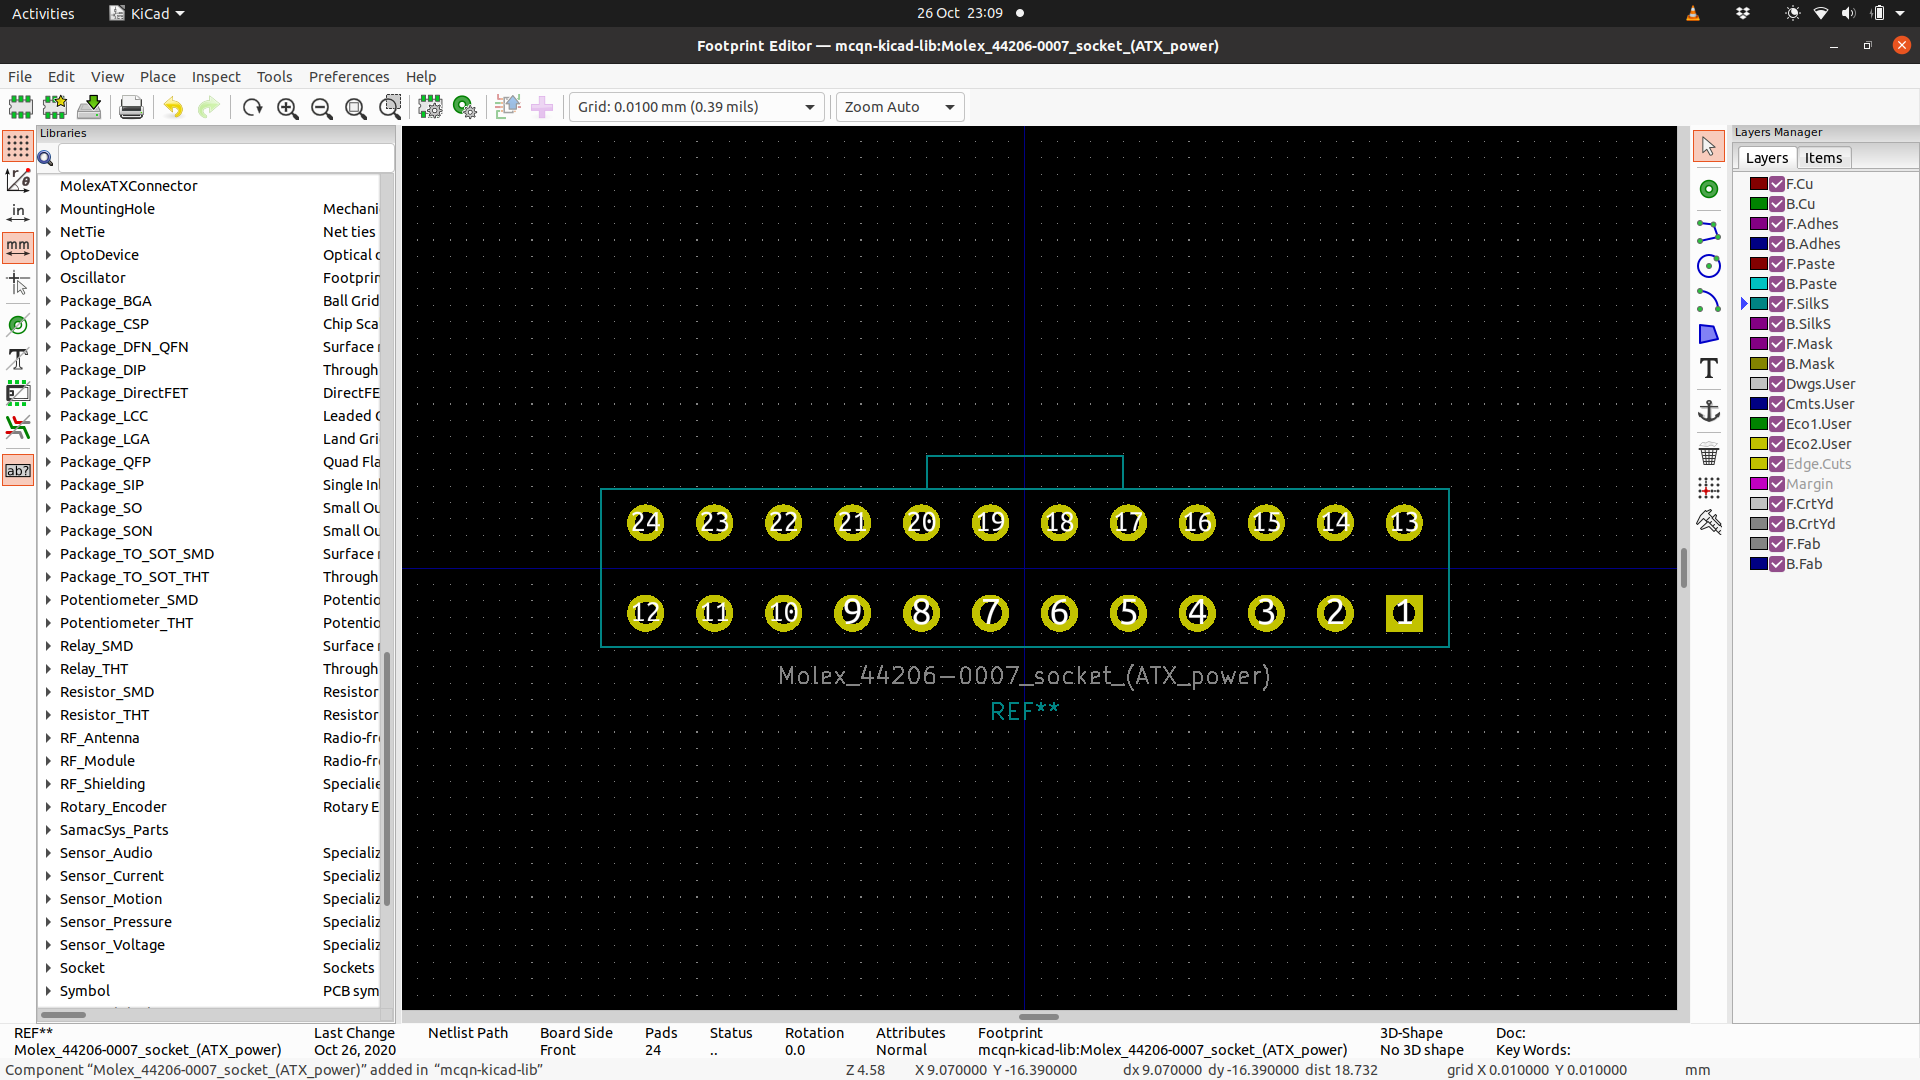 Activities KiCad 26 Oct 23:09
Footprint Editor — mcqn-kicad-lib:Molex_44206-0007_socket_(ATX_power)
File Edit View Place Inspect Tools Preferences Help
Grid: 0.0100 mm (0.39 mils) Zoom Auto
Libraries
MolexATXConnector
MountingHole Mechani
NetTie Net ties
OptoDevice Optical
Oscillator Footprin
Package_BGA Ball Grid
Package_CSP Chip Sca
Package_DFN_QFN Surface
Package_DIP Through
Package_DirectFET DirectFE
Package_LCC Leaded
Package_LGA Land Gri
Package_QFP Quad Fla
Package_SIP Single In
Package_SO Small Ou
Package_SON Small Ou
Package_TO_SOT_SMD Surface
Package_TO_SOT_THT Through
Potentiometer_SMD Potentio
Potentiometer_THT Potentio
Relay_SMD Surface
Relay_THT Through
Resistor_SMD Resistor
Resistor_THT Resistor
RF_Antenna Radio-fr
RF_Module Radio-fr
RF_Shielding Specialie
Rotary_Encoder Rotary E
SamacSys_Parts
Sensor_Audio Specializ
Sensor_Current Specializ
Sensor_Motion Specializ
Sensor_Pressure Specializ
Sensor_Voltage Specializ
Socket Sockets
Symbol PCB sym
in
mm
ab?
24 23 22 21 20 19 18 17 16 15 14 13
12 11 10 9 8 7 6 5 4 3 2 1
Molex_44206-0007_socket_(ATX_power)
REF**
T
Layers Manager
Layers Items
F.Cu
B.Cu
F.Adhes
B.Adhes
F.Paste
B.Paste
F.SilkS
B.SilkS
F.Mask
B.Mask
Dwgs.User
Cmts.User
Eco1.User
Eco2.User
Edge.Cuts
Margin
F.CrtYd
B.CrtYd
F.Fab
B.Fab
REF** Last Change Netlist Path Board Side Pads Status Rotation Attributes Footprint 3D-Shape Doc:
Molex_44206-0007_socket_(ATX_power) Oct 26, 2020 Front 24 .. 0.0 Normal mcqn-kicad-lib:Molex_44206-0007_socket_(ATX_power) No 3D shape Key Words:
Component “Molex_44206-0007_socket_(ATX_power)” added in “mcqn-kicad-lib” Z 4.58 X 9.070000 Y -16.390000 dx 9.070000 dy -16.390000 dist 18.732 grid X 0.010000 Y 0.010000 mm